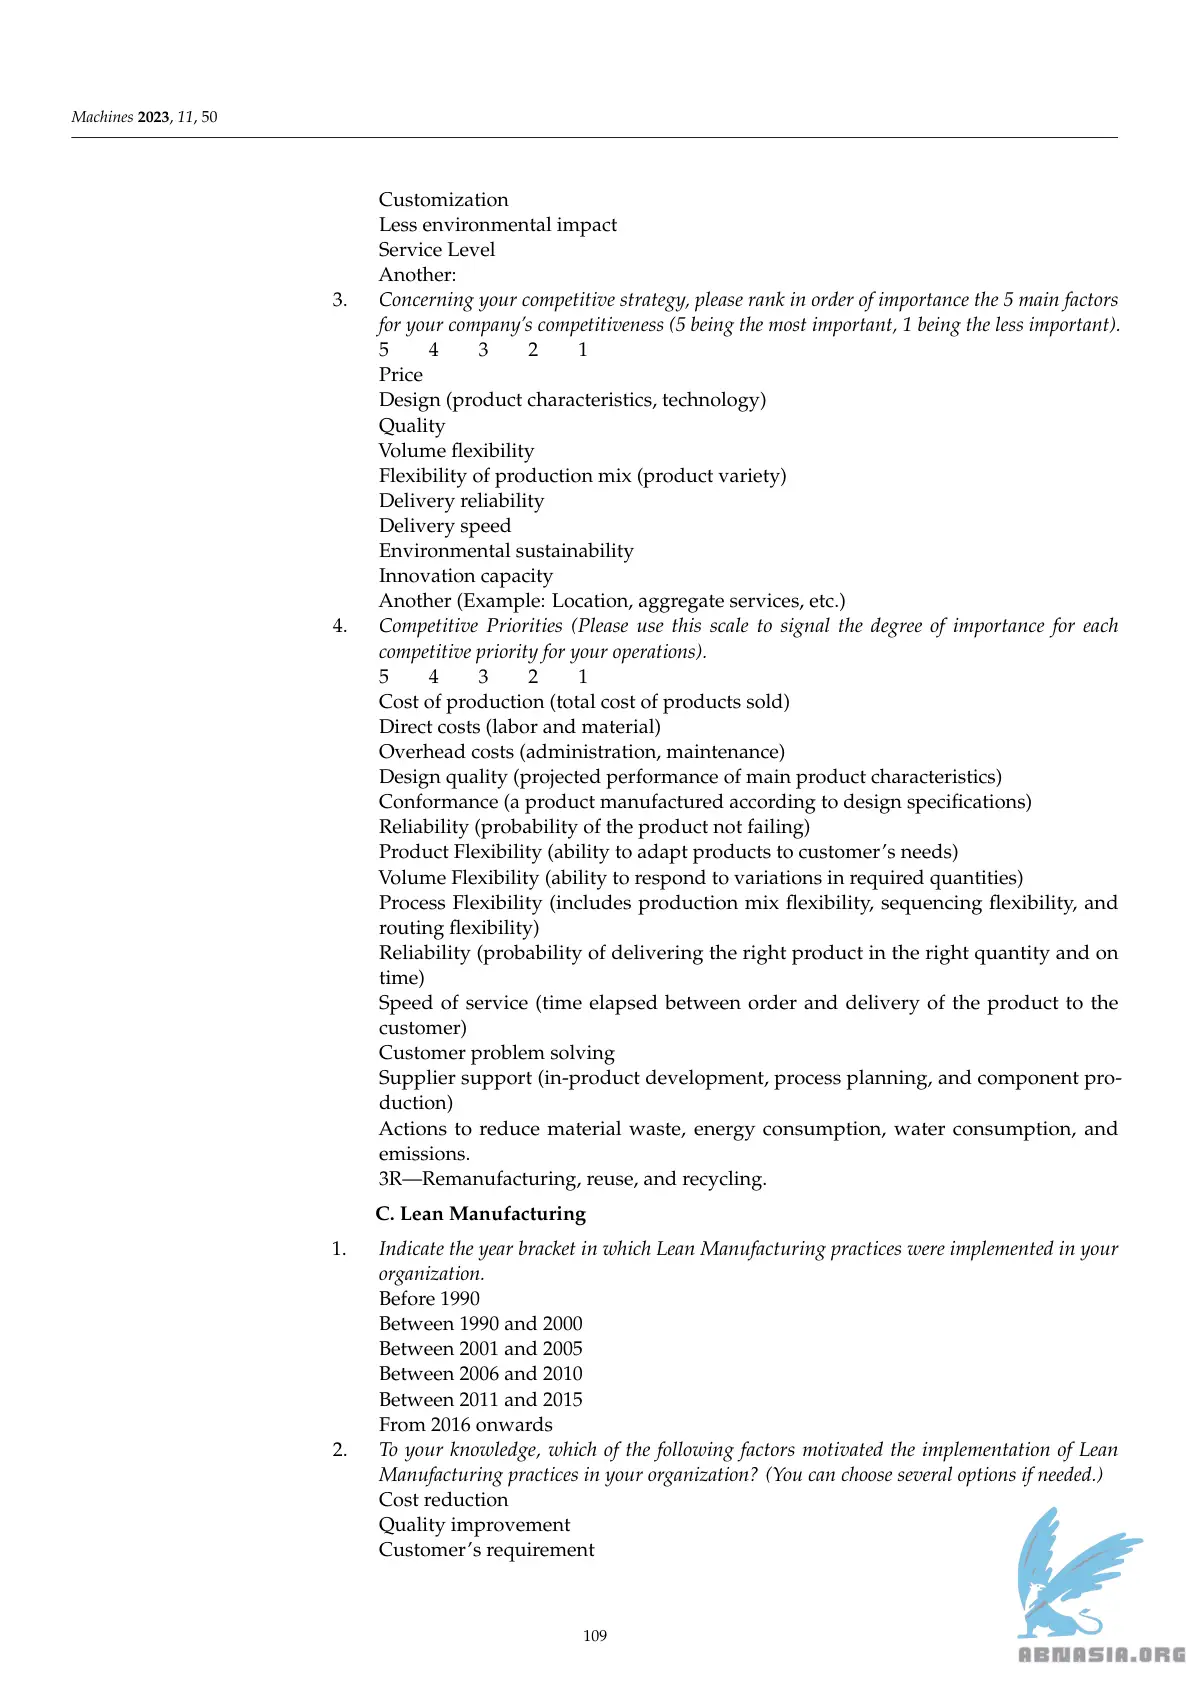 Machines 2023, 11, 50
Customization
Less environmental impact
Service Level
Another:
3. Concerning your competitive strategy, please rank in order of importance the 5 main factors
for your company's competitiveness (5 being the most important, 1 being the less important).
5 4 3 2 1
Price
Design (product characteristics, technology)
Quality
Volume flexibility
Flexibility of production mix (product variety)
Delivery reliability
Delivery speed
Environmental sustainability
Innovation capacity
Another (Example: Location, aggregate services, etc.)
4. Competitive Priorities (Please use this scale to signal the degree of importance for each
competitive priority for your operations).
5 4 3 2 1
Cost of production (total cost of products sold)
Direct costs (labor and material)
Overhead costs (administration, maintenance)
Design quality (projected performance of main product characteristics)
Conformance (a product manufactured according to design specifications)
Reliability (probability of the product not failing)
Product Flexibility (ability to adapt products to customer's needs)
Volume Flexibility (ability to respond to variations in required quantities)
Process Flexibility (includes production mix flexibility, sequencing flexibility, and
routing flexibility)
Reliability (probability of delivering the right product in the right quantity and on
time)
Speed of service (time elapsed between order and delivery of the product to the
customer)
Customer problem solving
Supplier support (in-product development, process planning, and component pro-
duction)
Actions to reduce material waste, energy consumption, water consumption, and
emissions.
3R—Remanufacturing, reuse, and recycling.
C. Lean Manufacturing
1. Indicate the year bracket in which Lean Manufacturing practices were implemented in your
organization.
Before 1990
Between 1990 and 2000
Between 2001 and 2005
Between 2006 and 2010
Between 2011 and 2015
From 2016 onwards
2. To your knowledge, which of the following factors motivated the implementation of Lean
Manufacturing practices in your organization? (You can choose several options if needed.)
Cost reduction
Quality improvement
Customer's requirement
109
ABNASIA.ORG